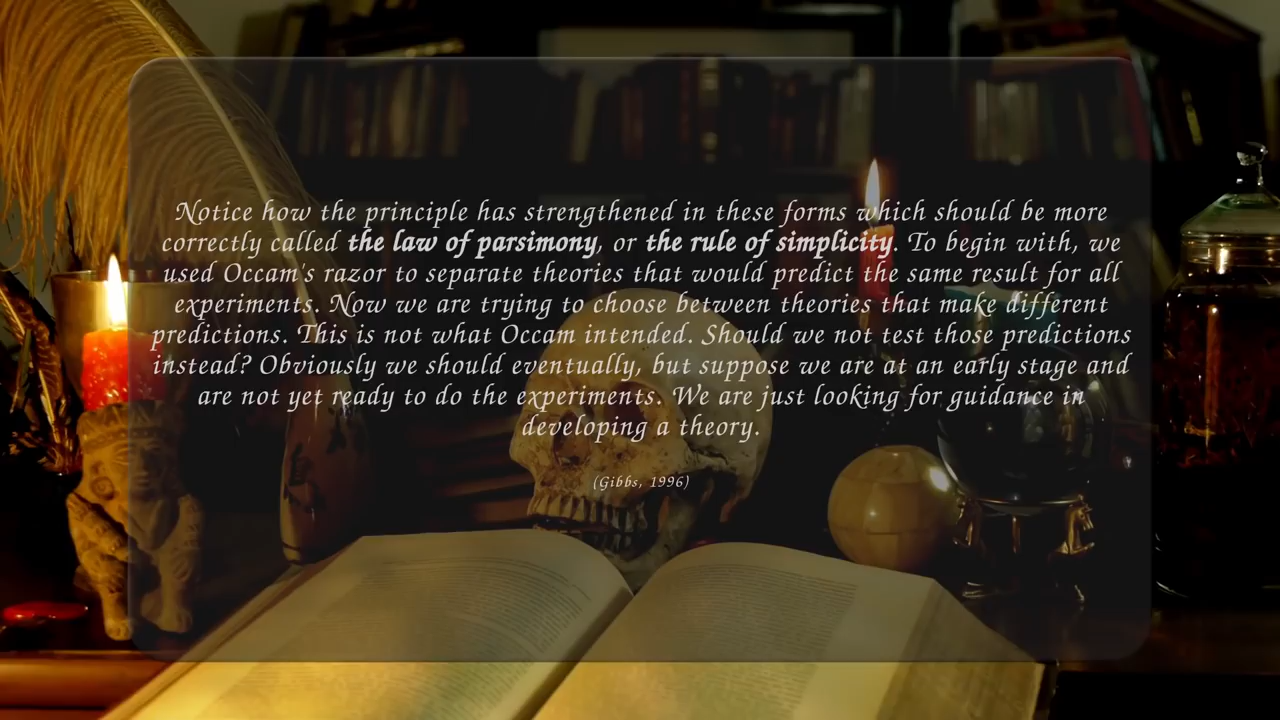 Notice how the principle has strengthened in these forms which should be more
correctly called the law of parsimony, or the rule of simplicity. To begin with, we
used Occam's razor to separate theories that would predict the same result for all
experiments. Now we are trying to choose between theories that make different
predictions. This is not what Occam intended. Should we not test those predictions
instead? Obviously we should eventually, but suppose we are at an early stage and
are not yet ready to do the experiments. We are just looking for guidance in
developing a theory.
(Gibbs, 1996)